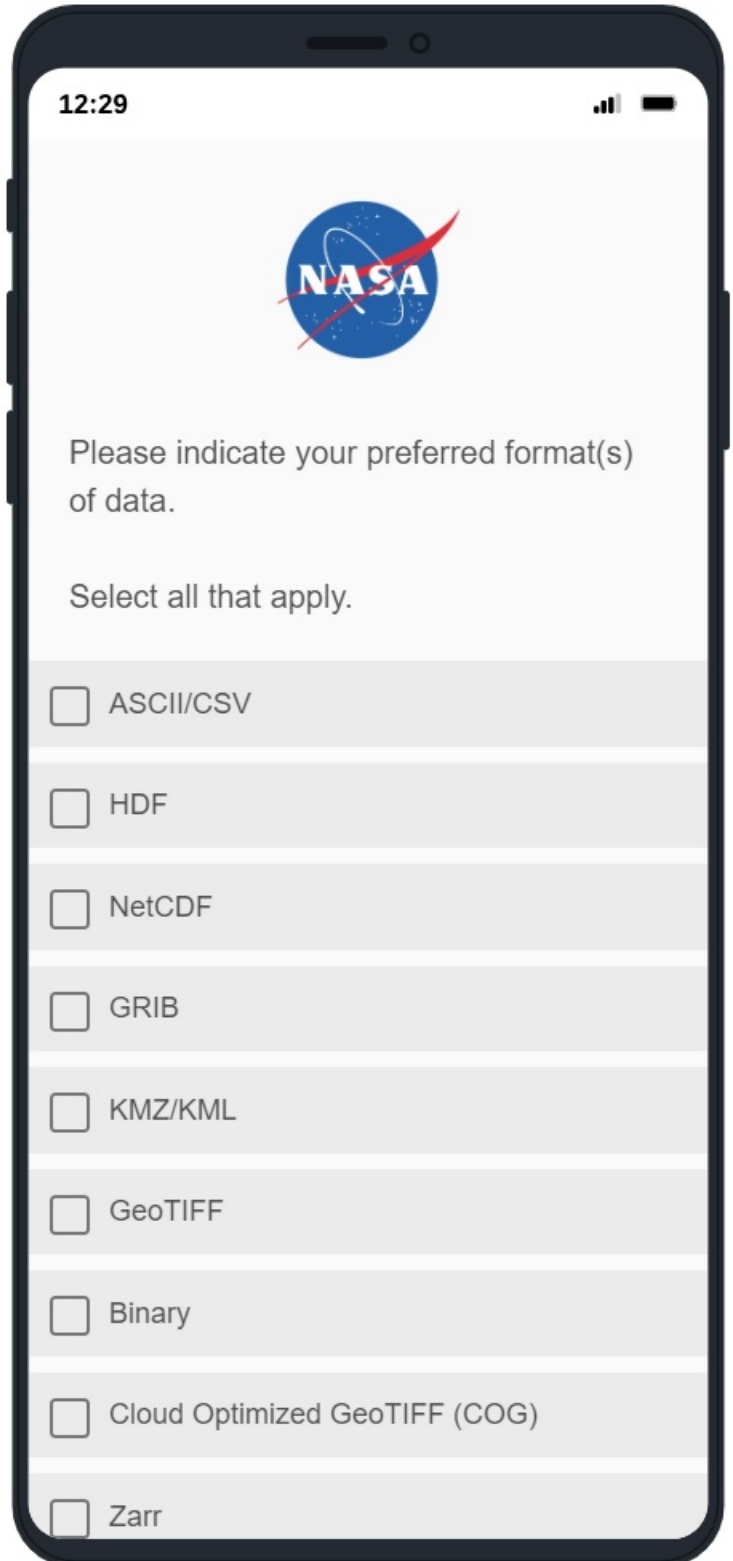 12:29
NASA
Please indicate your preferred format(s)
of data.
Select all that apply.
ASCII/CSV
HDF
NetCDF
GRIB
KMZ/KML
GeoTIFF
Binary
Cloud Optimized GeoTIFF (COG)
Zarr